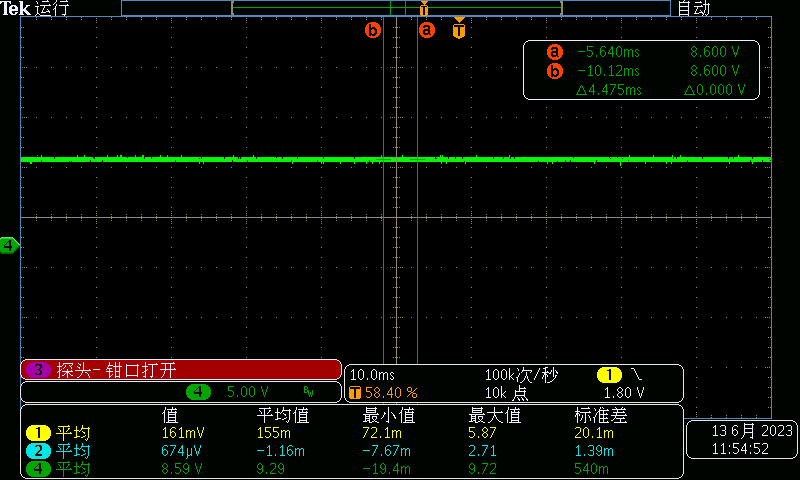 Tek 运行
自动
T
b
a
T
a -5.640ms 8.600 V
b -10.12ms 8.600 V
△4.475ms △0.000 V
4
3 探头- 钳口打开
4 5.00 V BW
10.0ms 100k次/秒 1 \
T 58.40 % 10k 点 1.80 V
值 平均值 最小值 最大值 标准差
1 平均 161mV 155m 72.1m 5.87 20.1m
2 平均 674µV -1.16m -7.67m 2.71 1.39m
4 平均 8.59 V 9.29 -19.4m 9.72 540m
13 6月 2023
11:54:52